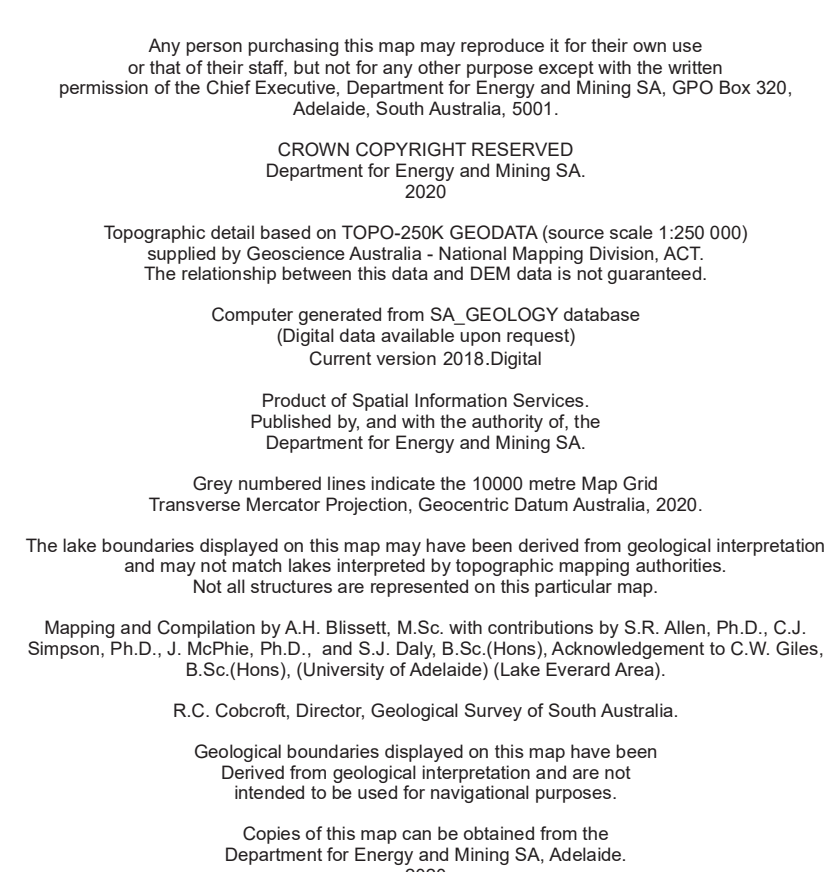 Any person purchasing this map may reproduce it for their own use
or that of their staff, but not for any other purpose except with the written
permission of the Chief Executive, Department for Energy and Mining SA, GPO Box 320,
Adelaide, South Australia, 5001.
CROWN COPYRIGHT RESERVED
Department for Energy and Mining SA.
2020
Topographic detail based on TOPO-250K GEODATA (source scale 1:250 000)
supplied by Geoscience Australia - National Mapping Division, ACT.
The relationship between this data and DEM data is not guaranteed.
Computer generated from SA_GEOLOGY database
(Digital data available upon request)
Current version 2018.Digital
Product of Spatial Information Services.
Published by, and with the authority of, the
Department for Energy and Mining SA.
Grey numbered lines indicate the 10000 metre Map Grid
Transverse Mercator Projection, Geocentric Datum Australia, 2020.
The lake boundaries displayed on this map may have been derived from geological interpretation
and may not match lakes interpreted by topographic mapping authorities.
Not all structures are represented on this particular map.
Mapping and Compilation by A.H. Blissett, M.Sc. with contributions by S.R. Allen, Ph.D., C.J.
Simpson, Ph.D., J. McPhie, Ph.D., and S.J. Daly, B.Sc.(Hons), Acknowledgement to C.W. Giles,
B.Sc.(Hons), (University of Adelaide) (Lake Everard Area).
R.C. Cobcroft, Director, Geological Survey of South Australia.
Geological boundaries displayed on this map have been
Derived from geological interpretation and are not
intended to be used for navigational purposes.
Copies of this map can be obtained from the
Department for Energy and Mining SA, Adelaide.